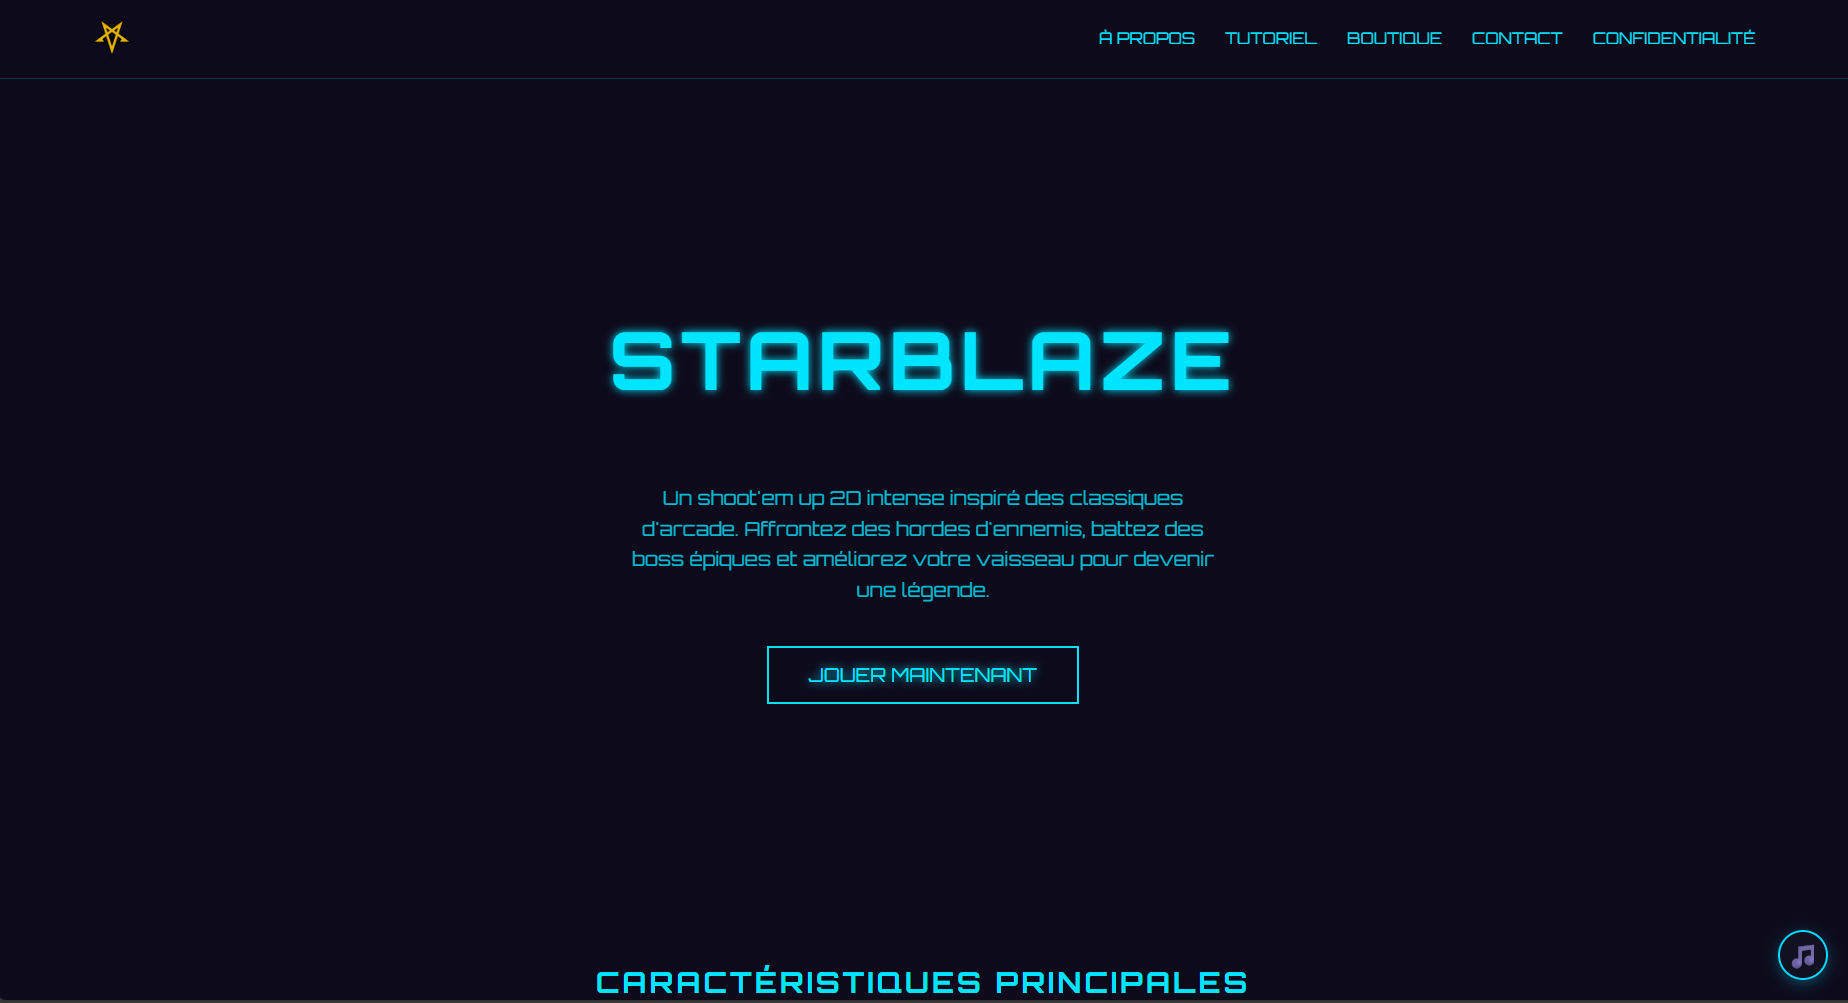 À PROPOS TUTORIEL BOUTIQUE CONTACT CONFIDENTIALITÉ
STARBLAZE
Un shoot'em up 2D intense inspiré des classiques
d'arcade. Affrontez des hordes d'ennemis, battez des
boss épiques et améliorez votre vaisseau pour devenir
une légende.
JOUER MAINTENANT
CARACTÉRISTIQUES PRINCIPALES